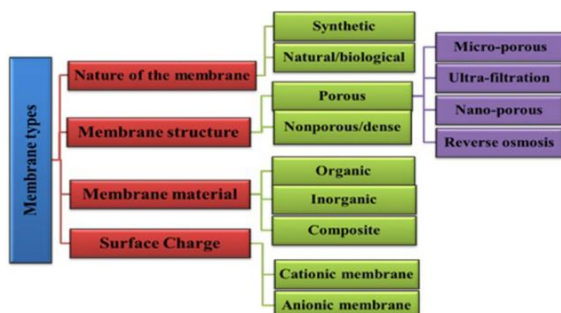 Membrane types
Nature of the membrane
Synthetic
Natural/biological
Membrane structure
Porous
Micro-porous
Ultra-filtration
Nano-porous
Reverse osmosis
Nonporous/dense
Membrane material
Organic
Inorganic
Composite
Surface Charge
Cationic membrane
Anionic membrane